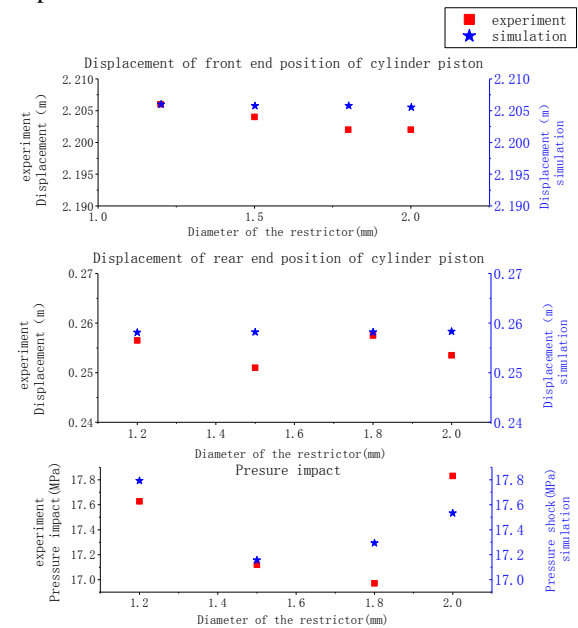 experiment
simulation
Displacement of front end position of cylinder piston
2.210
2.205
2.200
2.195
2.190
2.210
2.205
2.200
2.195
2.190
experiment
Displacement (m)
Displacement (m)
simulation
1.0
1.5
2.0
Diameter of the restrictor(mm)
Displacement of rear end position of cylinder piston
0.27
0.26
0.25
0.24
0.27
0.26
0.25
0.24
experiment
Displacement (m)
Displacement (m)
simulation
1.2
1.4
1.6
1.8
2.0
Diameter of the restrictor(mm)
Presure impact
17.8
17.6
17.4
17.2
17.0
17.8
17.6
17.4
17.2
17.0
experiment
Pressure impact(MPa)
Pressure shock(MPa)
simulation
1.2
1.4
1.6
1.8
2.0
Diameter of the restrictor(mm)